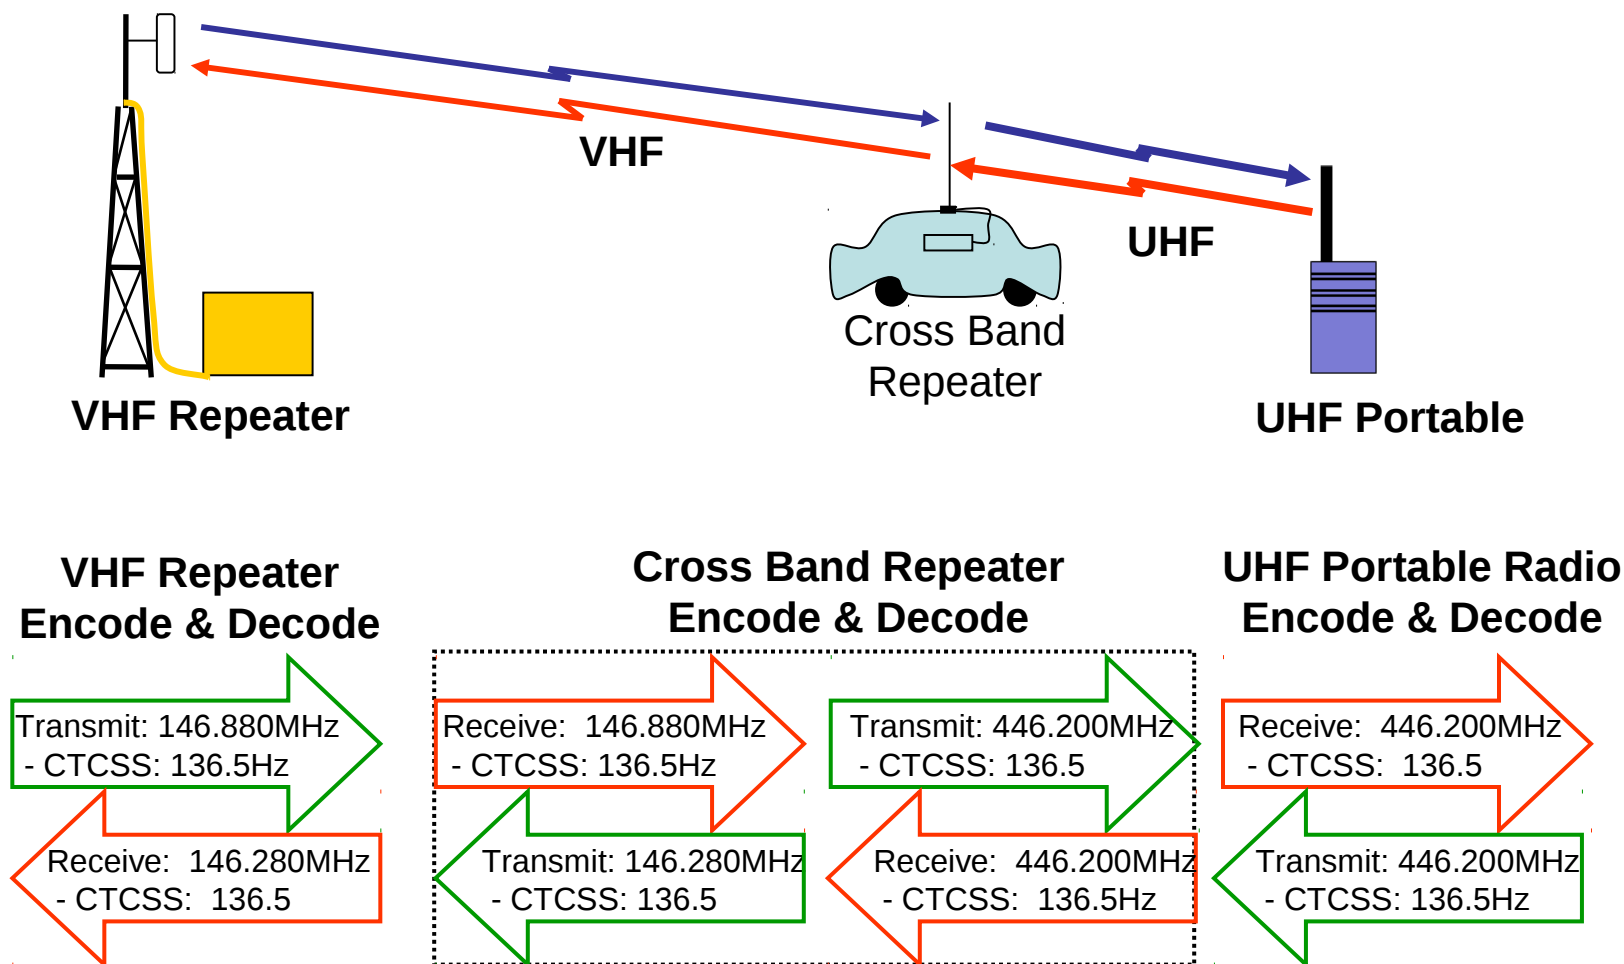 VHF
UHF
Cross Band
Repeater
VHF Repeater
UHF Portable
VHF Repeater
Encode & Decode
Cross Band Repeater
Encode & Decode
UHF Portable Radio
Encode & Decode
Transmit: 146.880MHz
- CTCSS: 136.5Hz
Receive:  146.280MHz
- CTCSS:  136.5
Receive:  146.880MHz
- CTCSS: 136.5Hz
Transmit: 146.280MHz
- CTCSS: 136.5
Transmit: 446.200MHz
- CTCSS: 136.5
Receive:  446.200MHz
- CTCSS:  136.5Hz
Receive:  446.200MHz
- CTCSS:  136.5
Transmit: 446.200MHz
- CTCSS: 136.5Hz